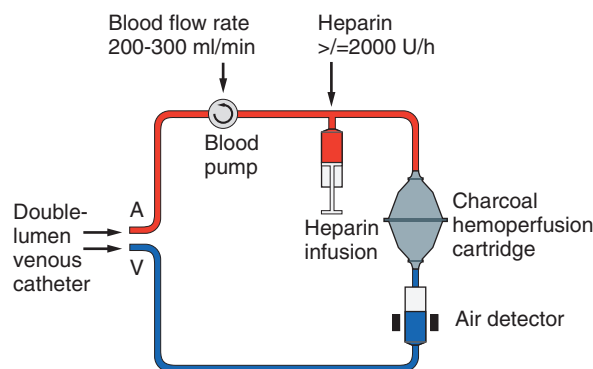 Blood flow rate
200-300 ml/min
Heparin
>/=2000 U/h
Blood
pump
A
Double-
lumen
venous
catheter
V
Heparin
infusion
Charcoal
hemoperfusion
cartridge
Air detector